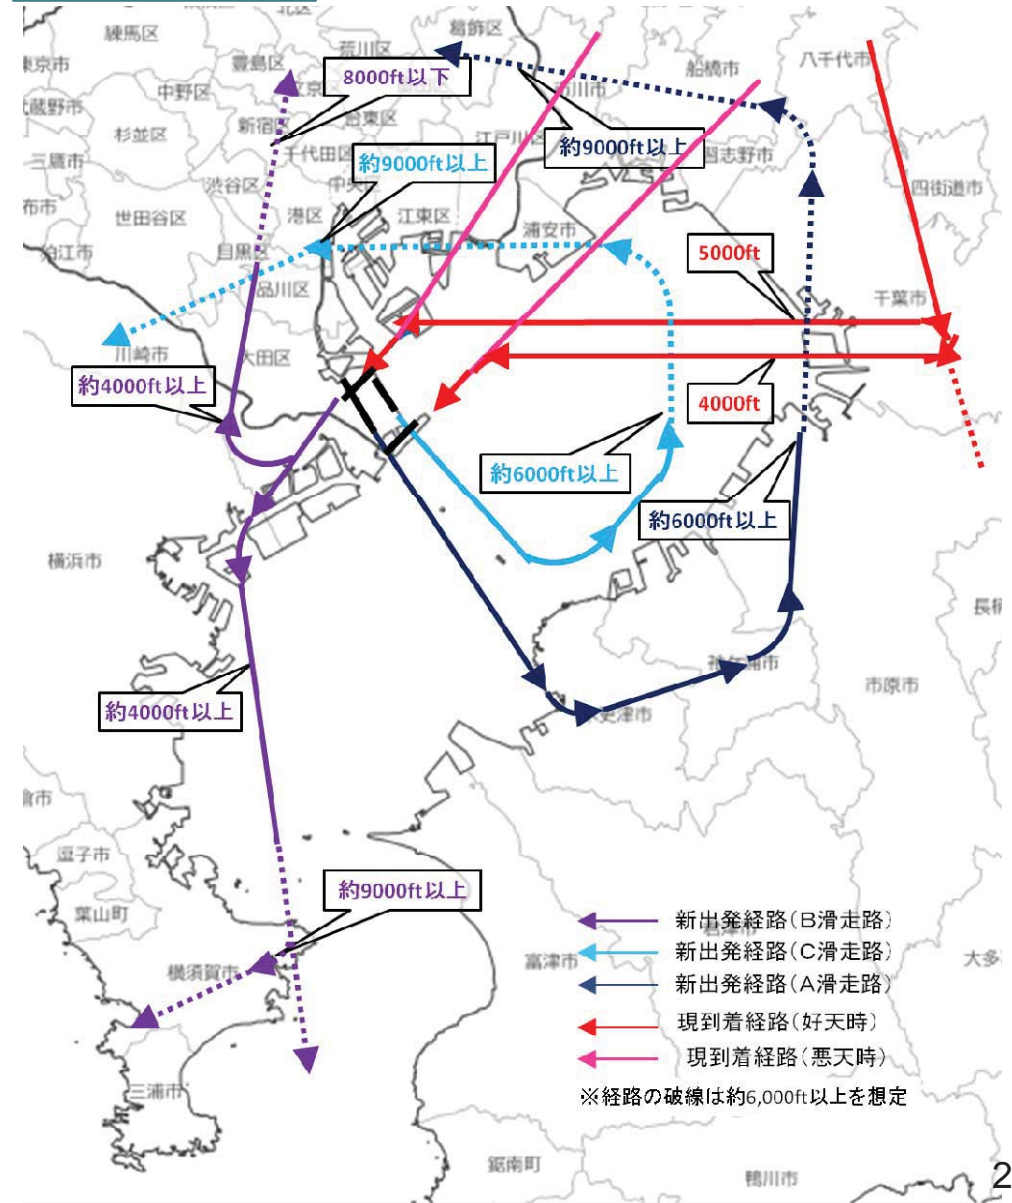 北区
葛飾区
練馬区
荒川区
東京市
豊島区
船橋市
八千代市
8000ft以下
文京区
中野区
市川市
武蔵野市
新宿区
台東区
杉並区
江戸川区
約9000ft以上
千代田区
約9000ft以上
習志野市
三鷹市
渋谷区
中央区
四街道市
布市
世田谷区
港区
江東区
浦安市
狛江市
目黒区
5000ft
品川区
千葉市
川崎市
大田区
約4000ft以上
4000ft
約6000ft以上
約6000ft以上
横浜市
長柄
袖ケ浦市
市原市
約4000ft以上
木更津市
倉市
逗子市
約9000ft以上
葉山町
新出発経路(B滑走路)
君津市
新出発経路(C滑走路)
富津市
大多
横須賀市
新出発経路(A滑走路)
現到着経路(好天時)
現到着経路(悪天時)
三浦市
※経路の破線は約6,000ft以上を想定
鋸南町
鴨川市
2